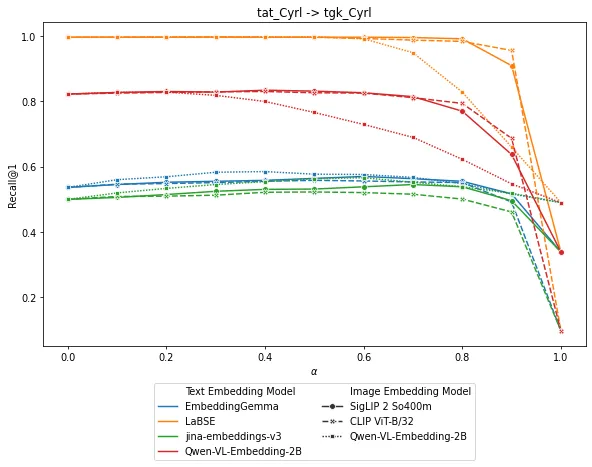 tat_Cyrl -> tgk_Cyrl
Recall@1
1.0
0.8
0.6
0.4
0.2
0.0 0.2 0.4 0.6 0.8 1.0
α
Text Embedding Model Image Embedding Model
EmbeddingGemma SigLIP 2 So400m
LaBSE CLIP ViT-B/32
jina-embeddings-v3 Qwen-VL-Embedding-2B
Qwen-VL-Embedding-2B